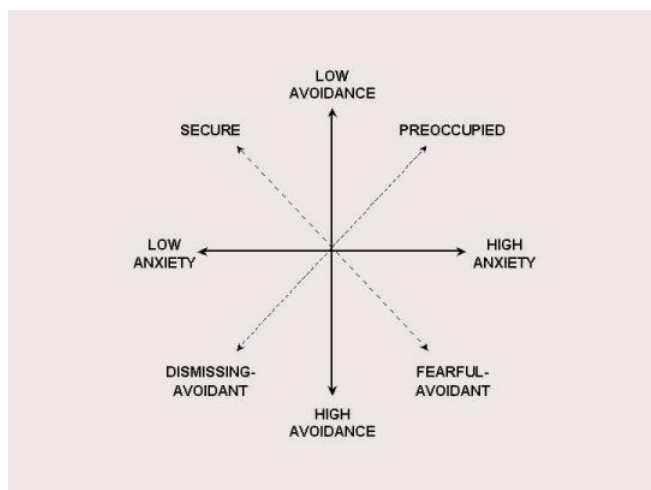 LOW
AVOIDANCE
SECURE
PREOCCUPIED
LOW
ANXIETY
HIGH
ANXIETY
DISMISSING-
AVOIDANT
FEARFUL-
AVOIDANT
HIGH
AVOIDANCE